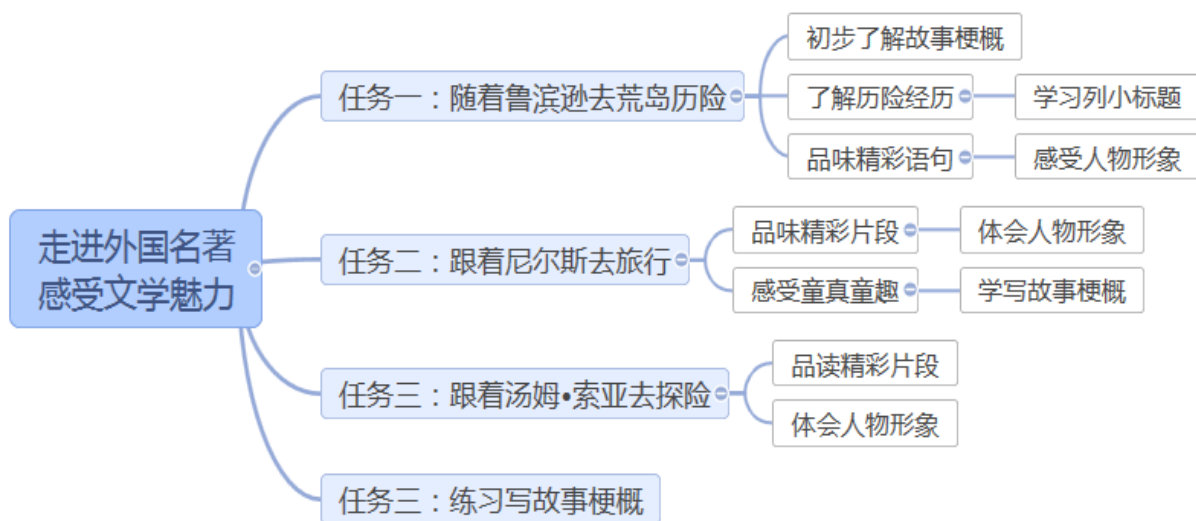 走进外国名著
感受文学魅力
任务一：随着鲁滨逊去荒岛历险
初步了解故事梗概
了解历险经历
学习列小标题
品味精彩语句
感受人物形象
任务二：跟着尼尔斯去旅行
品味精彩片段
体会人物形象
感受童真童趣
学写故事梗概
任务三：跟着汤姆•索亚去探险
品读精彩片段
体会人物形象
任务三：练习写故事梗概